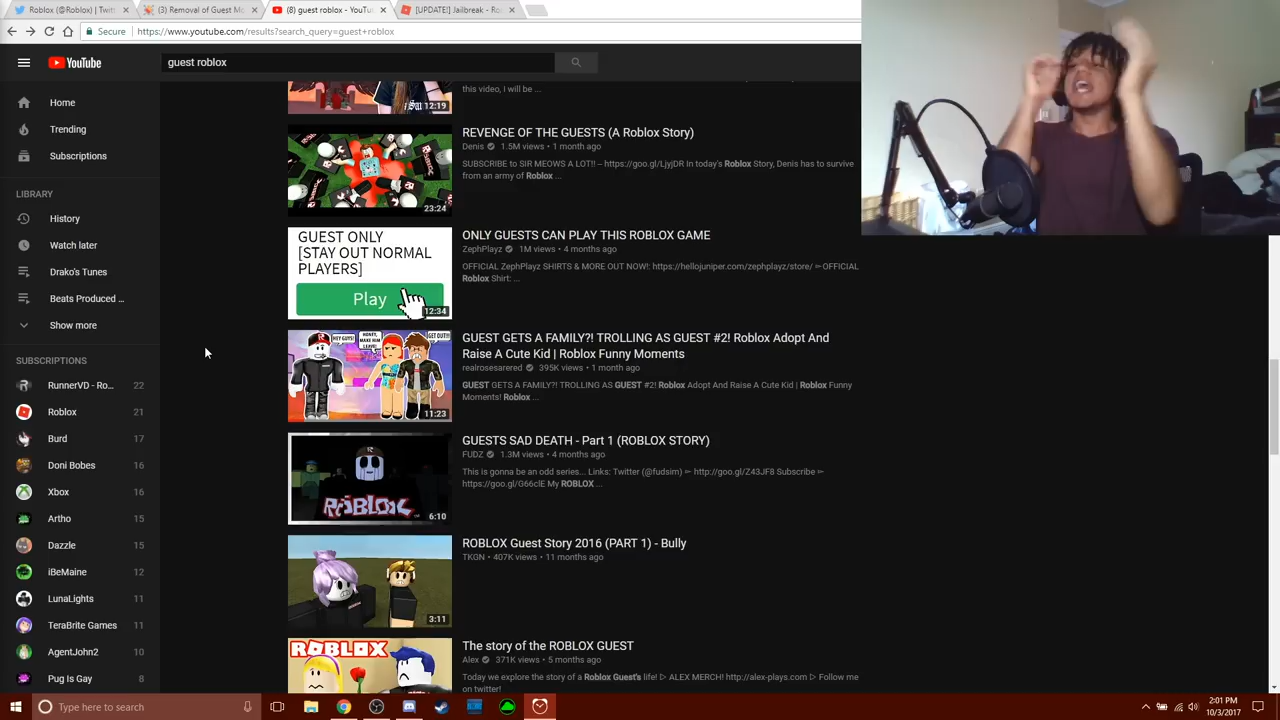 Roblox (@Roblox) | Twitt
(3) Removal of Guest M
(8) guest roblox - YouTu
[UPDATE!] Jailbreak - Ro
Secure
https://www.youtube.com/results?search_query=guest+roblox
YouTube
guest roblox
Home
Trending
Subscriptions
LIBRARY
History
Watch later
Drako's Tunes
Beats Produced ...
Show more
SUBSCRIPTIONS
RunnerVD - Ro... 22
Roblox 21
Burd 17
Doni Bobes 16
Xbox 16
Artho 15
Dazzle 15
iBeMaine 12
LunaLights 11
TeraBrite Games 11
AgentJohn2 10
Pug Is Gay 8
12:19
this video, I will be ...
23:24
REVENGE OF THE GUESTS (A Roblox Story)
Denis 1.5M views • 1 month ago
SUBSCRIBE to SIR MEOWS A LOT!! -- https://goo.gl/LjyjDR In today's Roblox Story, Denis has to survive
from an army of Roblox ...
GUEST ONLY
[STAY OUT NORMAL
PLAYERS]
Play
12:34
ONLY GUESTS CAN PLAY THIS ROBLOX GAME
ZephPlayz 1M views • 4 months ago
OFFICIAL ZephPlayz SHIRTS & MORE OUT NOW!: https://hellojuniper.com/zephplayz/store/ ➳OFFICIAL
Roblox Shirt: ...
HEY GUYS!
HONEY, MAKE HIM LEAVE!
GET OUT!!
11:23
GUEST GETS A FAMILY?! TROLLING AS GUEST #2! Roblox Adopt And
Raise A Cute Kid | Roblox Funny Moments
realrosesarered 395K views • 1 month ago
GUEST GETS A FAMILY?! TROLLING AS GUEST #2! Roblox Adopt And Raise A Cute Kid | Roblox Funny
Moments! Roblox ...
ROBLOX
6:10
GUESTS SAD DEATH - Part 1 (ROBLOX STORY)
FUDZ 1.3M views • 4 months ago
This is gonna be an odd series... Links: Twitter (@fudsim) ➳ http://goo.gl/Z43JF8 Subscribe ➳
https://goo.gl/G66clE My ROBLOX ...
3:11
ROBLOX Guest Story 2016 (PART 1) - Bully
TKGN • 407K views • 11 months ago
ROBLOX
The story of the ROBLOX GUEST
Alex 371K views • 5 months ago
Today we explore the story of a Roblox Guest's life! ▷ ALEX MERCH! http://alex-plays.com ▷ Follow me
on twitter!
Type here to search
2:01 PM
10/3/2017